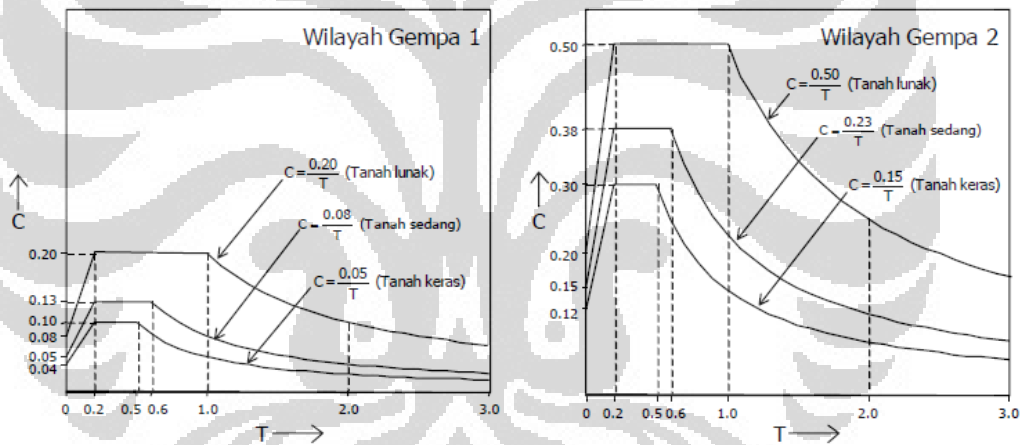 Wilayah Gempa 1
C = 0.20/T (Tanah lunak)
C = 0.08/T (Tanah sedang)
C = 0.05/T (Tanah keras)
C
0.20
0.13
0.10
0.08
0.05
0.04
0 0.2 0.5 0.6 1.0 2.0 3.0
T
Wilayah Gempa 2
C = 0.50/T (Tanah lunak)
C = 0.23/T (Tanah sedang)
C = 0.15/T (Tanah keras)
C
0.50
0.38
0.30
0.20
0.15
0.12
0 0.2 0.5 0.6 1.0 2.0 3.0
T